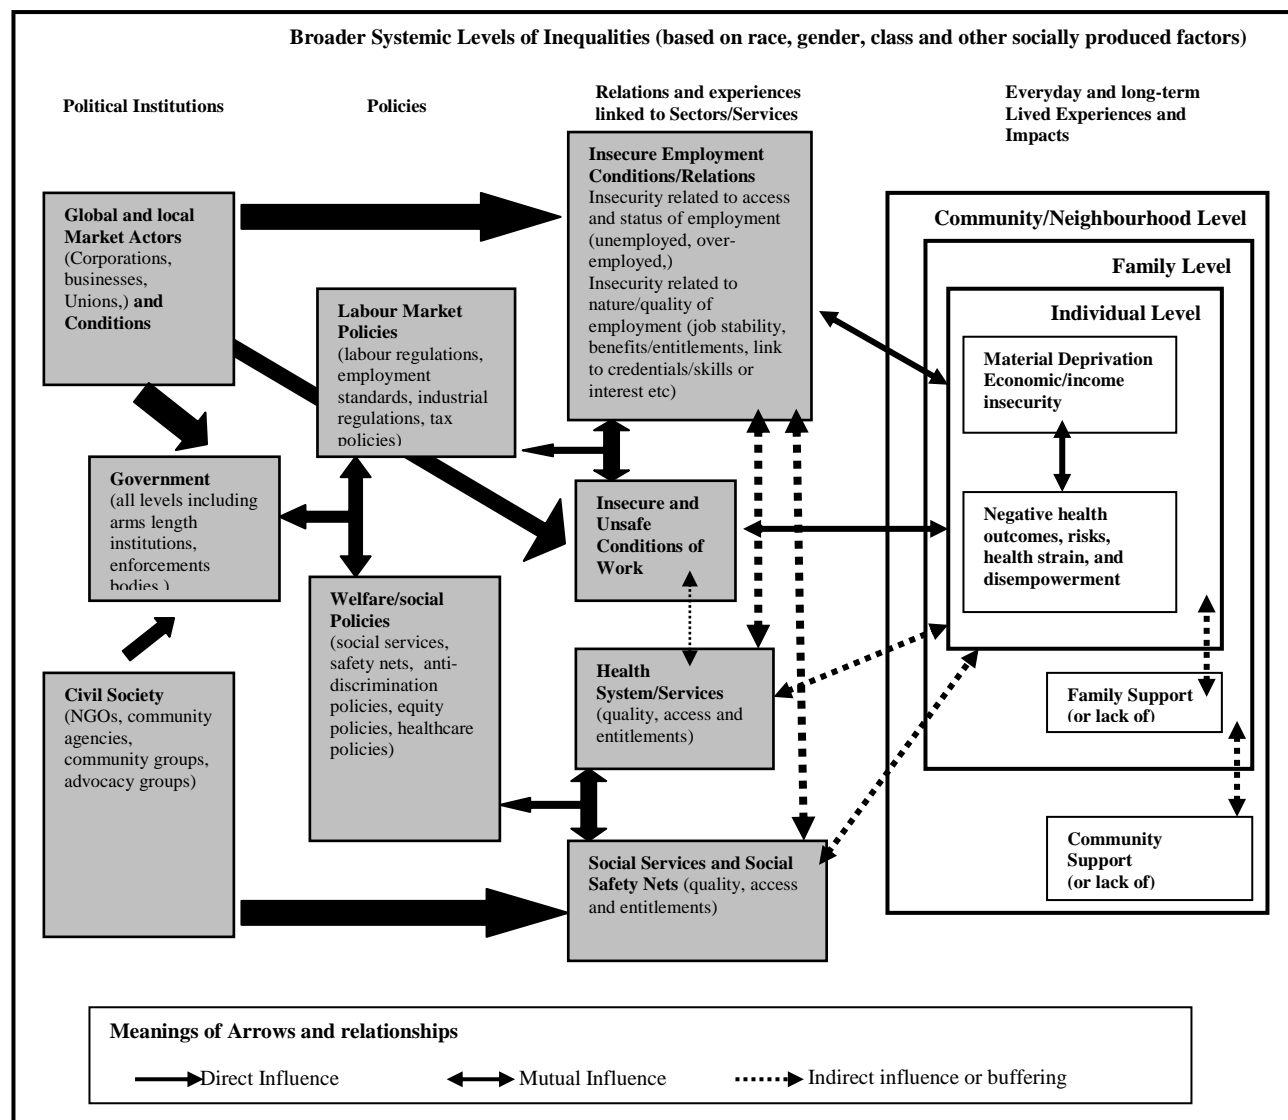 Broader Systemic Levels of Inequalities (based on race, gender, class and other socially produced factors)
Political Institutions
Policies
Relations and experiences
linked to Sectors/Services
Everyday and long-term
Lived Experiences and
Impacts
Global and local
Market Actors
(Corporations,
businesses,
Unions,) and
Conditions
Government
(all levels including
arms length
institutions,
enforcements
bodies,)
Civil Society
(NGOs, community
agencies,
community groups,
advocacy groups)
Labour Market
Policies
(labour regulations,
employment
standards, industrial
regulations, tax
policies)
Welfare/social
Policies
(social services,
safety nets, anti-
discrimination
policies, equity
policies, healthcare
policies)
Insecure Employment
Conditions/Relations
Insecurity related to access
and status of employment
(unemployed, over-
employed,)
Insecurity related to
nature/quality of
employment (job stability,
benefits/entitlements, link
to credentials/skills or
interest etc)
Insecure and
Unsafe
Conditions of
Work
Health
System/Services
(quality, access and
entitlements)
Social Services and Social
Safety Nets (quality, access
and entitlements)
Community/Neighbourhood Level
Family Level
Individual Level
Material Deprivation
Economic/income
insecurity
Negative health
outcomes, risks,
health strain, and
disempowerment
Family Support
(or lack of)
Community
Support
(or lack of)
Meanings of Arrows and relationships
Direct Influence
Mutual Influence
Indirect influence or buffering